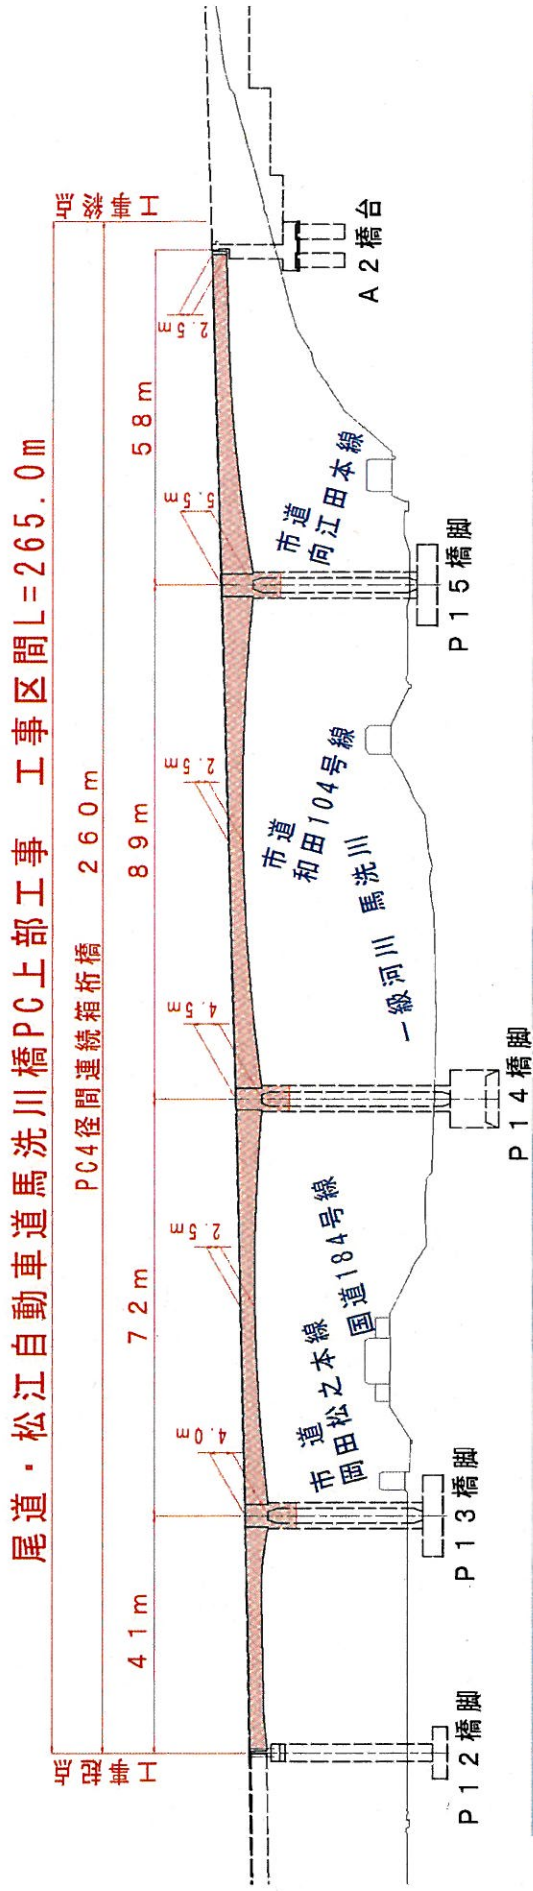 尾道・松江自動車道馬洗川橋PC上部工事 工事区間L=265.0m
PC4径間連続箱桁橋 260m
工事起点
工事終点
41m
72m
89m
58m
4.0m
2.5m
4.5m
2.5m
5.5m
2.5m
市道
岡田松之本線
国道184号線
一級河川 馬洗川
市道
和田104号線
市道
向江田本線
P12橋脚
P13橋脚
P14橋脚
P15橋脚
A2橋台